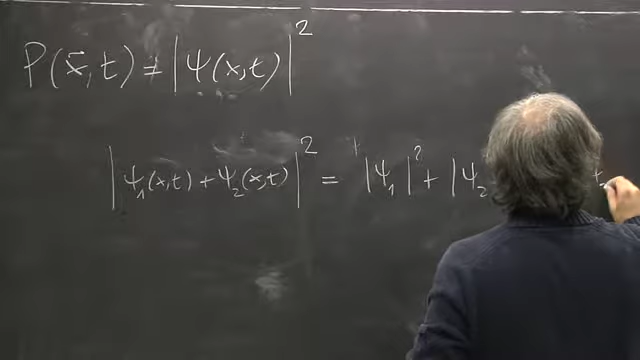 P(x⃗,t) = |ψ(x,t)|²
|ψ₁(x,t) + ψ₂(x,t)|² = |ψ₁|² + |ψ₂